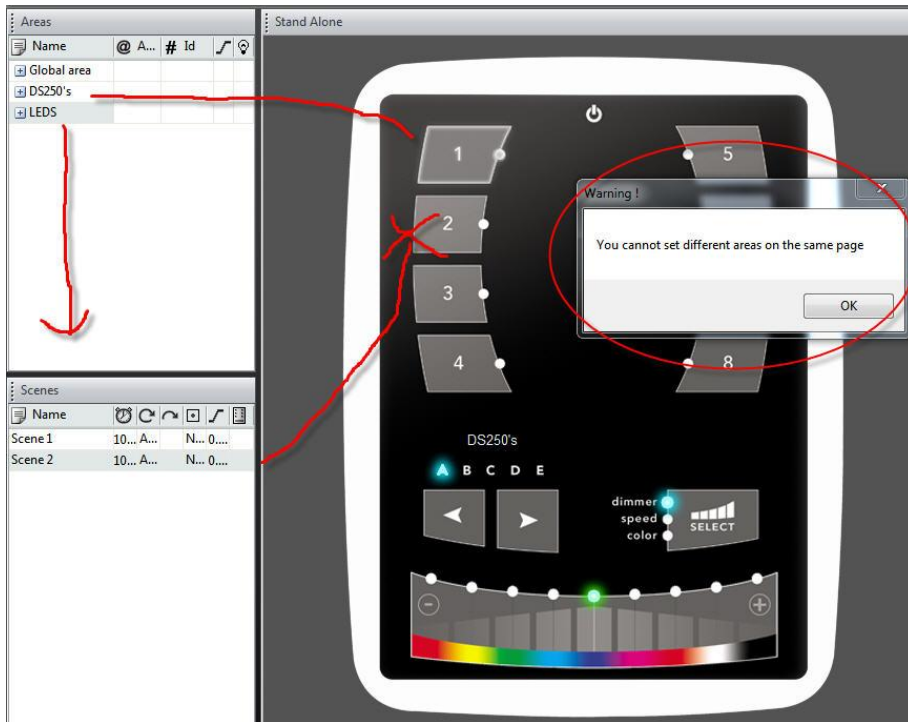 Areas
Name @ A... # Id
Global area
DS250's
LEDS
Scenes
Name
Scene 1 10... A... N... 0....
Scene 2 10... A... N... 0....
Stand Alone
1
2
3
4
5
8
Warning !
You cannot set different areas on the same page
OK
DS250's
A B C D E
dimmer
speed
color
SELECT